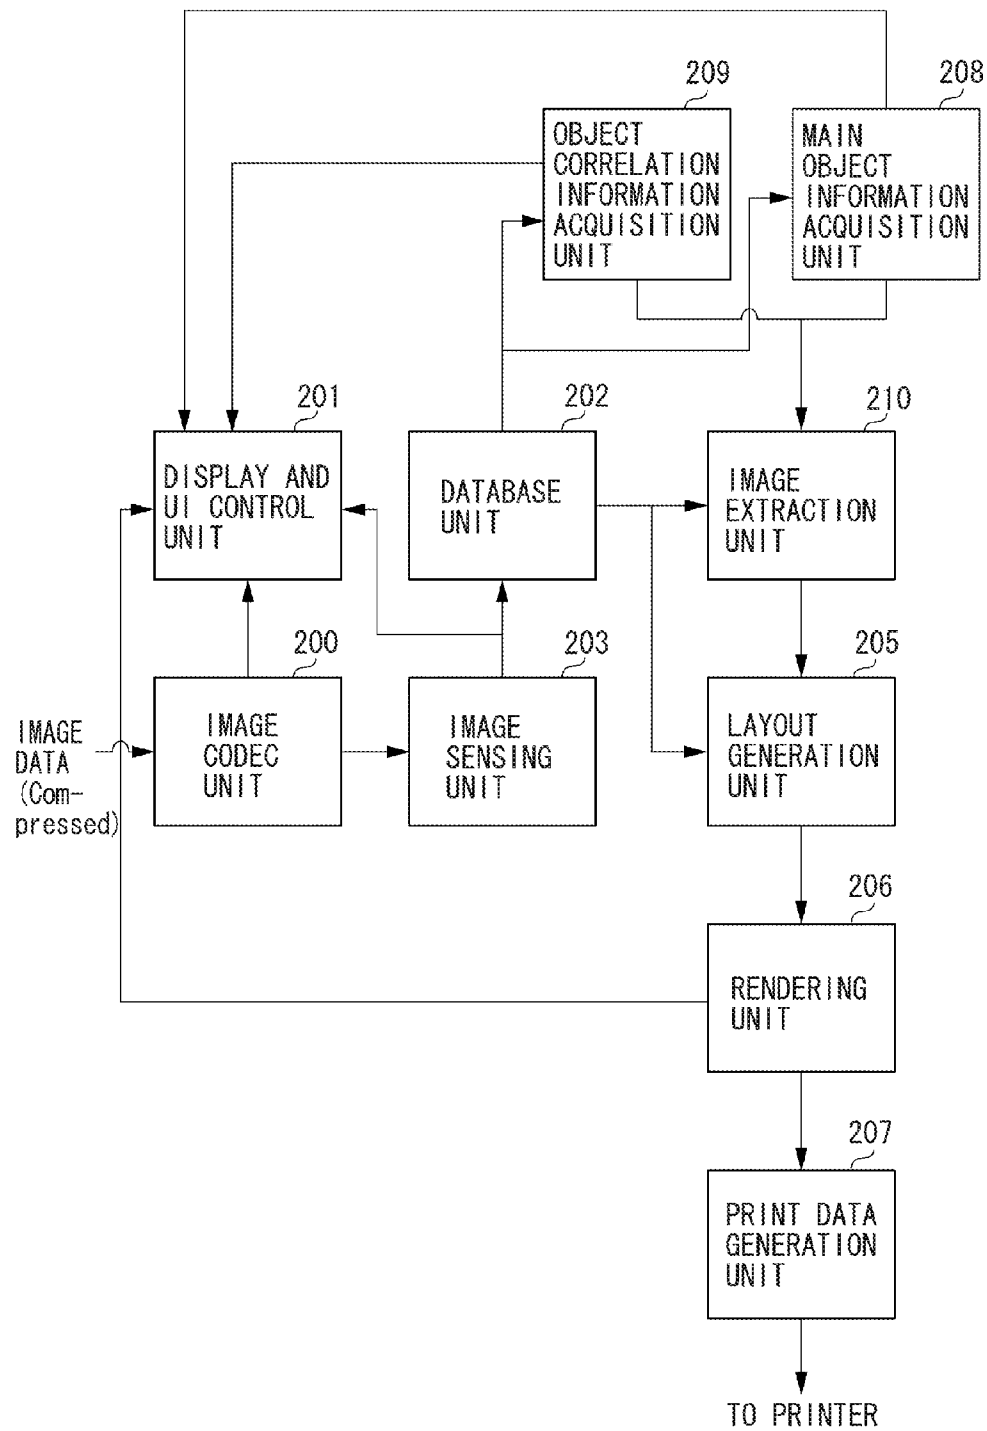 209
OBJECT
CORRELATION
INFORMATION
ACQUISITION
UNIT
208
MAIN
OBJECT
INFORMATION
ACQUISITION
UNIT
201
DISPLAY AND
UI CONTROL
UNIT
202
DATABASE
UNIT
210
IMAGE
EXTRACTION
UNIT
IMAGE
DATA
(Com-
pressed)
200
IMAGE
CODEC
UNIT
203
IMAGE
SENSING
UNIT
205
LAYOUT
GENERATION
UNIT
206
RENDERING
UNIT
207
PRINT DATA
GENERATION
UNIT
TO PRINTER